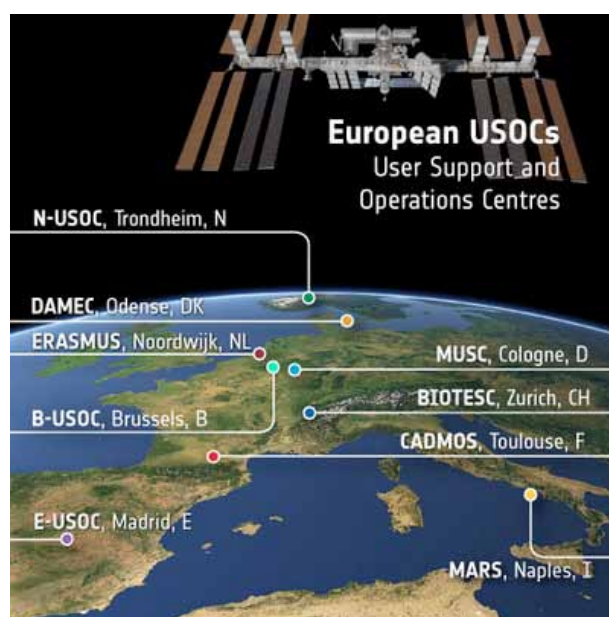 European USOCs
User Support and
Operations Centres
N-USOC, Trondheim, N
DAMEC, Odense, DK
ERASMUS, Noordwijk, NL
MUSC, Cologne, D
BIOTESC, Zurich, CH
B-USOC, Brussels, B
CADMOS, Toulouse, F
E-USOC, Madrid, E
MARS, Naples, I